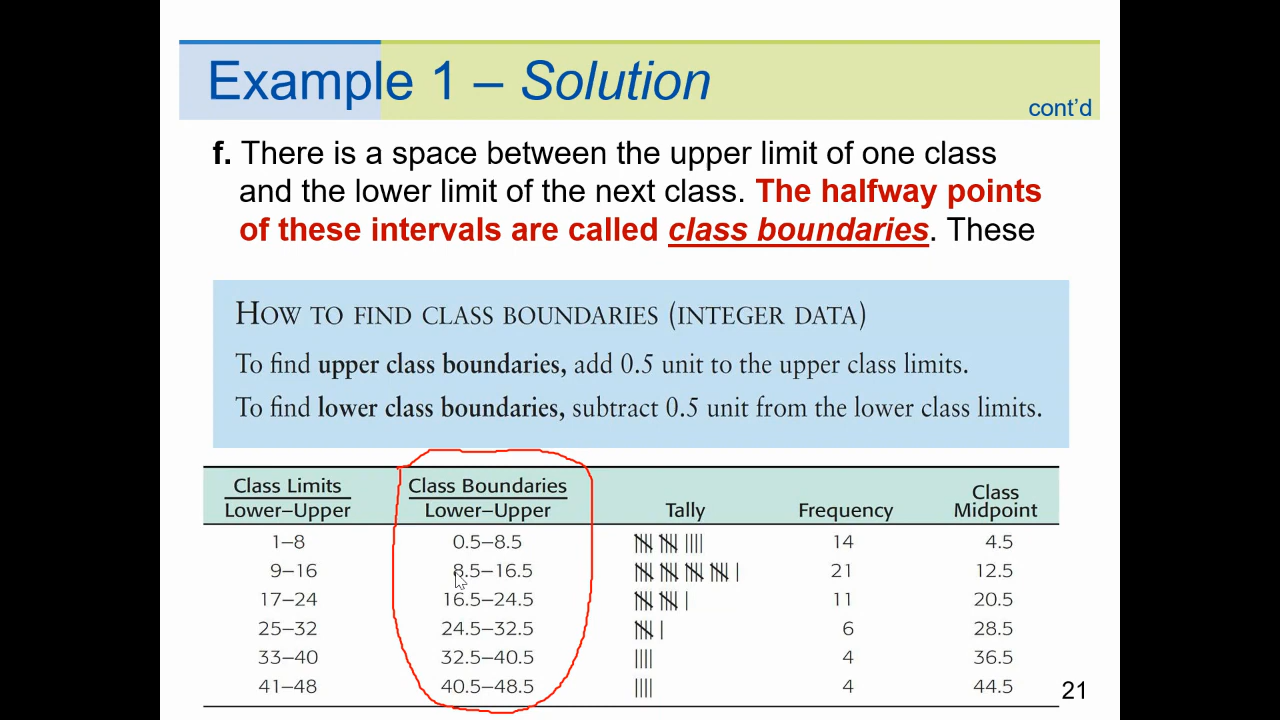 Example 1 – Solution
cont’d
f. There is a space between the upper limit of one class
and the lower limit of the next class. The halfway points
of these intervals are called class boundaries. These
HOW TO FIND CLASS BOUNDARIES (INTEGER DATA)
To find upper class boundaries, add 0.5 unit to the upper class limits.
To find lower class boundaries, subtract 0.5 unit from the lower class limits.
Class Limits Class Boundaries Class
Lower–Upper Lower–Upper Tally Frequency Midpoint
1–8 0.5–8.5 14 4.5
9–16 8.5–16.5 21 12.5
17–24 16.5–24.5 11 20.5
25–32 24.5–32.5 6 28.5
33–40 32.5–40.5 4 36.5
41–48 40.5–48.5 4 44.5
21